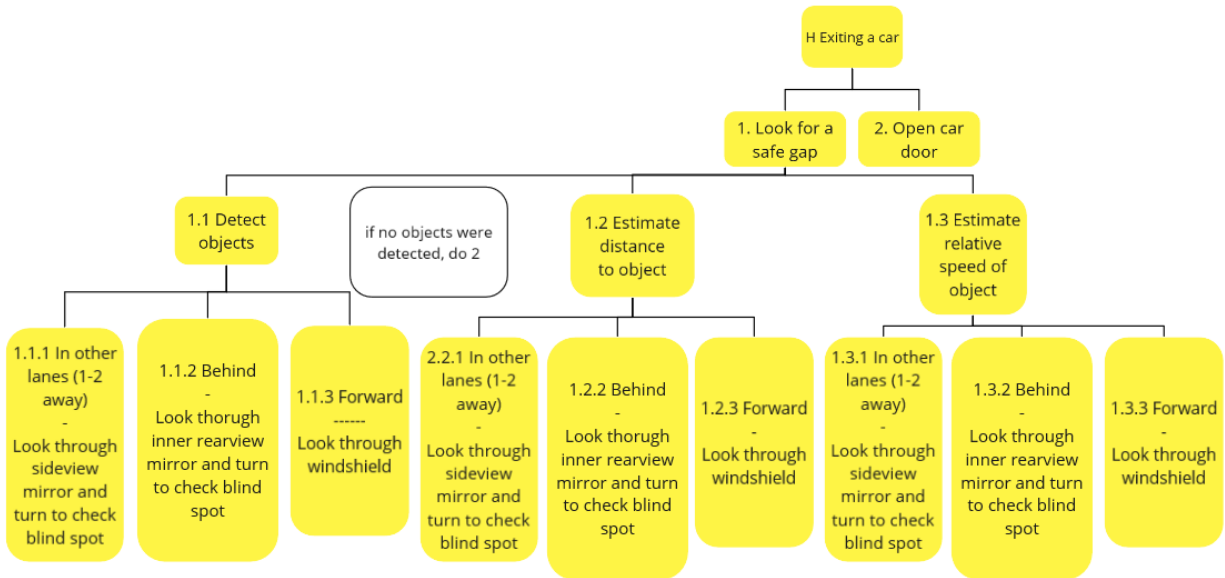 H Exiting a car
1. Look for a
safe gap
2. Open car
door
1.1 Detect
objects
if no objects were
detected, do 2
1.2 Estimate
distance
to object
1.3 Estimate
relative
speed of
object
1.1.1 In other
lanes (1-2
away)
-
Look through
sideview
mirror and
turn to check
blind spot
1.1.2 Behind
-
Look thorugh
inner rearview
mirror and turn
to check blind
spot
1.1.3 Forward
------
Look through
windshield
2.2.1 In other
lanes (1-2
away)
-
Look through
sideview
mirror and
turn to check
blind spot
1.2.2 Behind
-
Look thorugh
inner rearview
mirror and turn
to check blind
spot
1.2.3 Forward
-
Look through
windshield
1.3.1 In other
lanes (1-2
away)
-
Look through
sideview
mirror and
turn to check
blind spot
1.3.2 Behind
-
Look through
inner rearview
mirror and turn
to check blind
spot
1.3.3 Forward
-
Look through
windshield